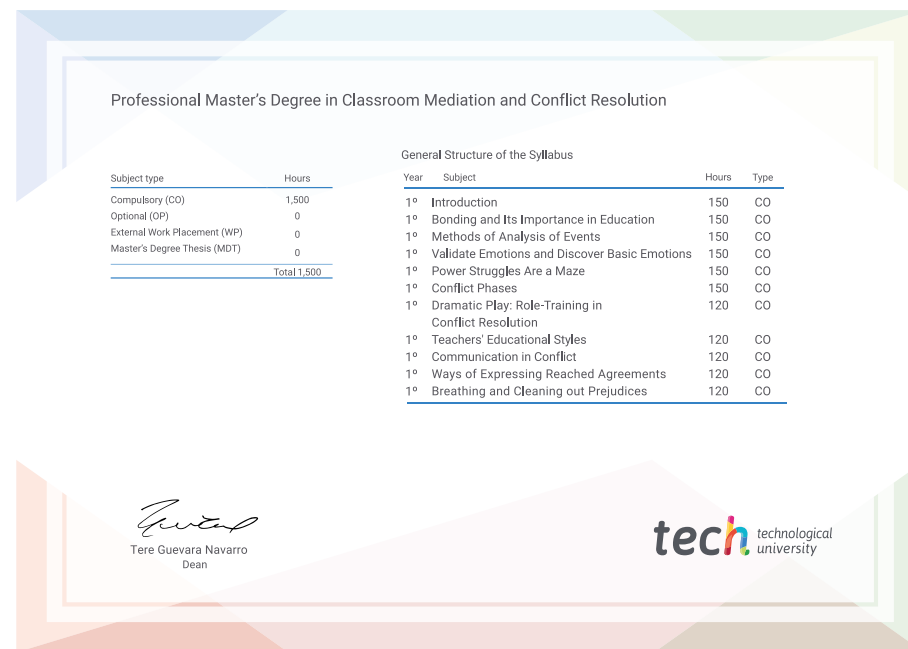 Professional Master's Degree in Classroom Mediation and Conflict Resolution
Subject type Hours
Compulsory (CO) 1,500
Optional (OP) 0
External Work Placement (WP) 0
Master's Degree Thesis (MDT) 0
Total 1,500
General Structure of the Syllabus
Year Subject Hours Type
1º Introduction 150 CO
1º Bonding and Its Importance in Education 150 CO
1º Methods of Analysis of Events 150 CO
1º Validate Emotions and Discover Basic Emotions 150 CO
1º Power Struggles Are a Maze 150 CO
1º Conflict Phases 150 CO
1º Dramatic Play: Role-Training in 120 CO
Conflict Resolution
1º Teachers' Educational Styles 120 CO
1º Communication in Conflict 120 CO
1º Ways of Expressing Reached Agreements 120 CO
1º Breathing and Cleaning out Prejudices 120 CO
Tere Guevara Navarro
Dean
tech technological
university